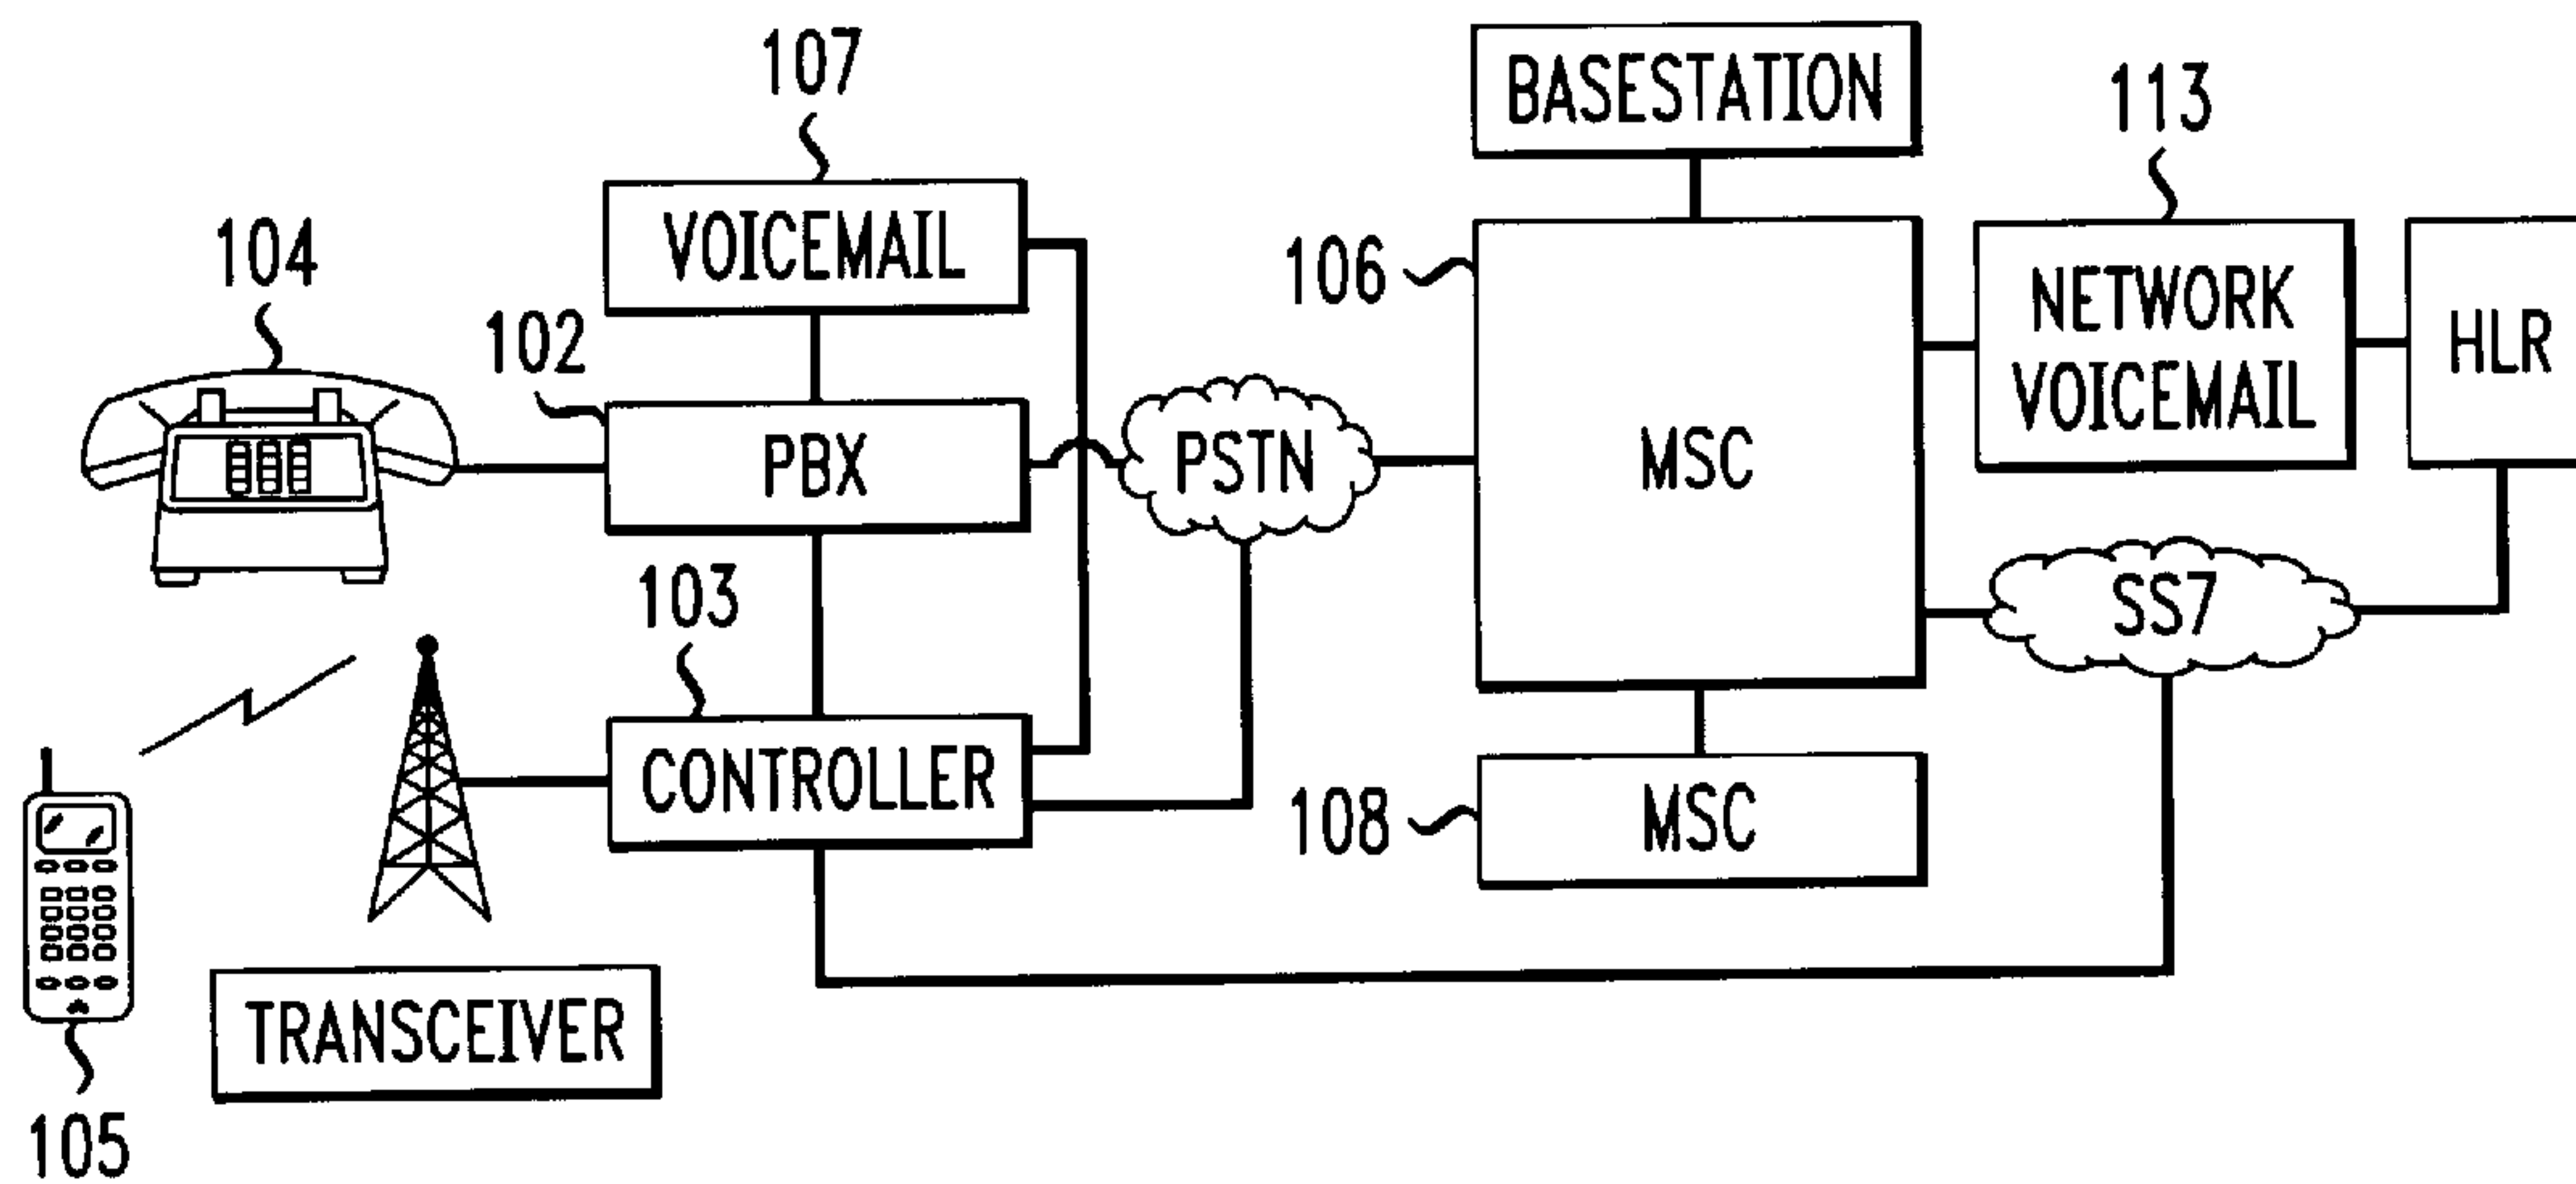 107
BASESTATION
113
104
VOICEMAIL
106
102
NETWORK
VOICEMAIL
HLR
PBX
PSTN
MSC
103
SS7
CONTROLLER
108
MSC
TRANSCEIVER
105